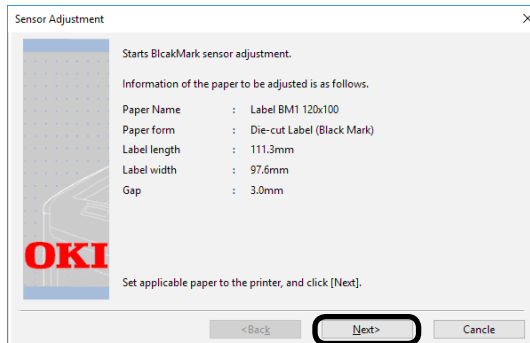 Sensor Adjustment
Starts BlcakMark sensor adjustment.
Information of the paper to be adjusted is as follows.
Paper Name : Label BM1 120x100
Paper form : Die-cut Label (Black Mark)
Label length : 111.3mm
Label width : 97.6mm
Gap : 3.0mm
OKI
Set applicable paper to the printer, and click [Next].
<Back Next> Cancle